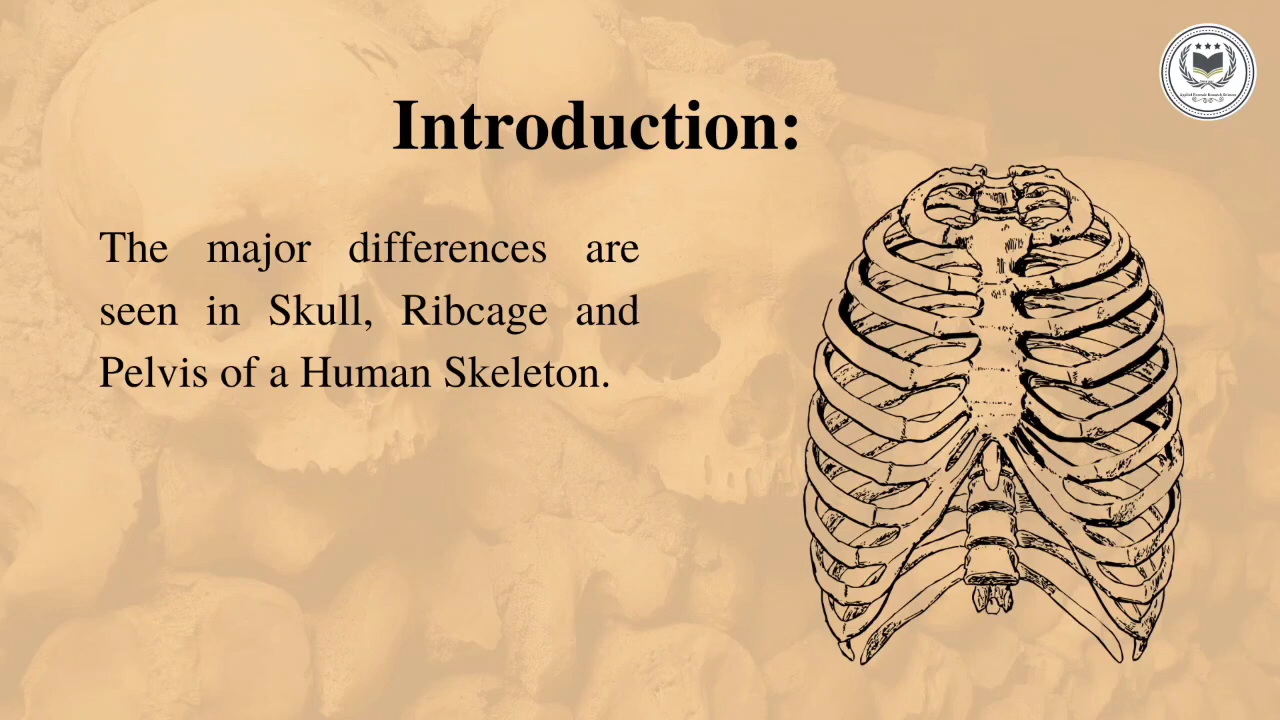 Introduction:
The major differences are
seen in Skull, Ribcage and
Pelvis of a Human Skeleton.